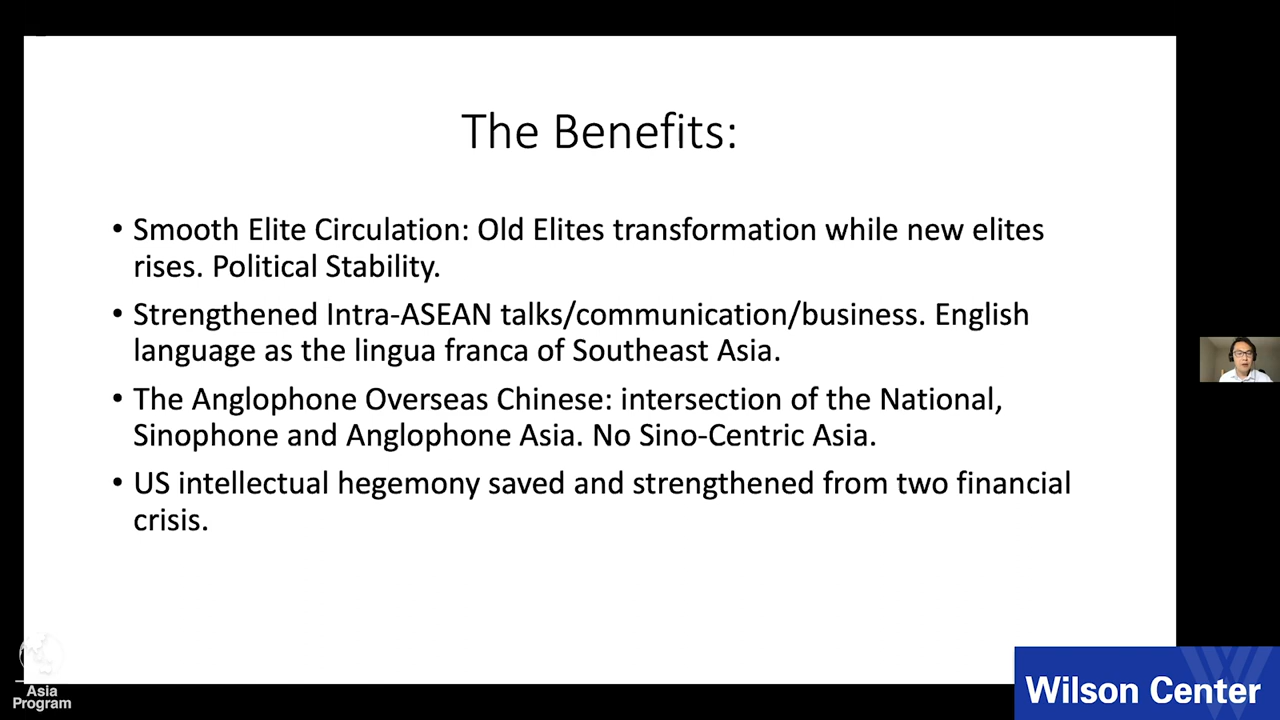 The Benefits:
• Smooth Elite Circulation: Old Elites transformation while new elites
rises. Political Stability.
• Strengthened Intra-ASEAN talks/communication/business. English
language as the lingua franca of Southeast Asia.
• The Anglophone Overseas Chinese: intersection of the National,
Sinophone and Anglophone Asia. No Sino-Centric Asia.
• US intellectual hegemony saved and strengthened from two financial
crisis.
Asia
Program
Wilson Center